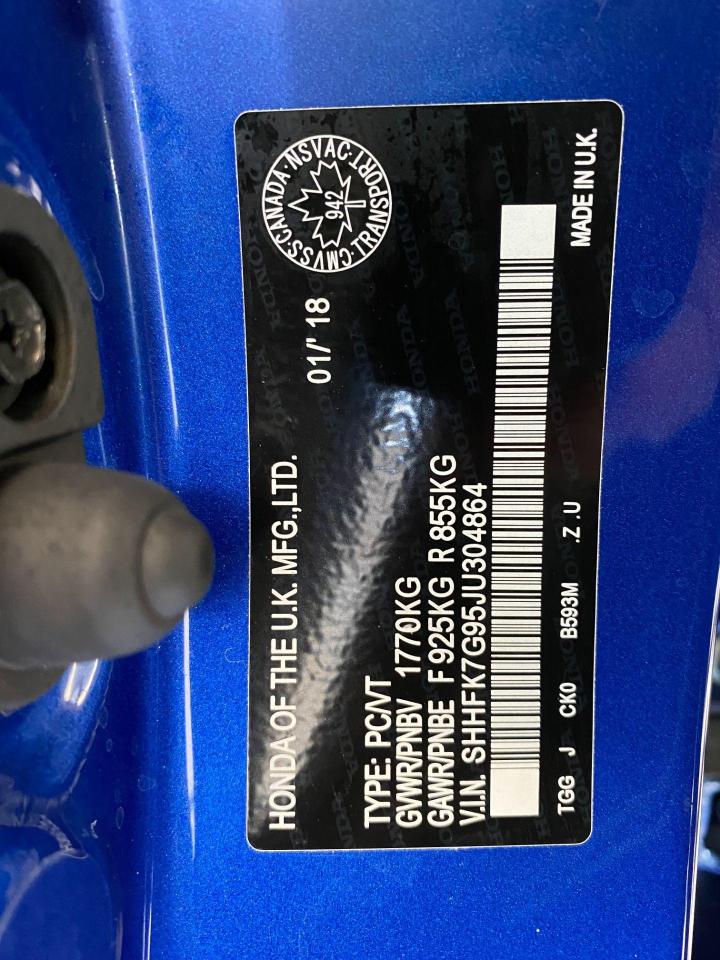 HONDA OF THE U.K. MFG.,LTD.
01/' 18
CMVSS·CANADA·NSVAC·TRANSPORT·
942
TYPE: PC/VT
GVWR/PNBV 1770KG
GAWR/PNBE F 925KG R 855KG
V.I.N. SHHFK7G95JU304864
TGG J CK0 B593M .Z .U
MADE IN U.K.
HONDA